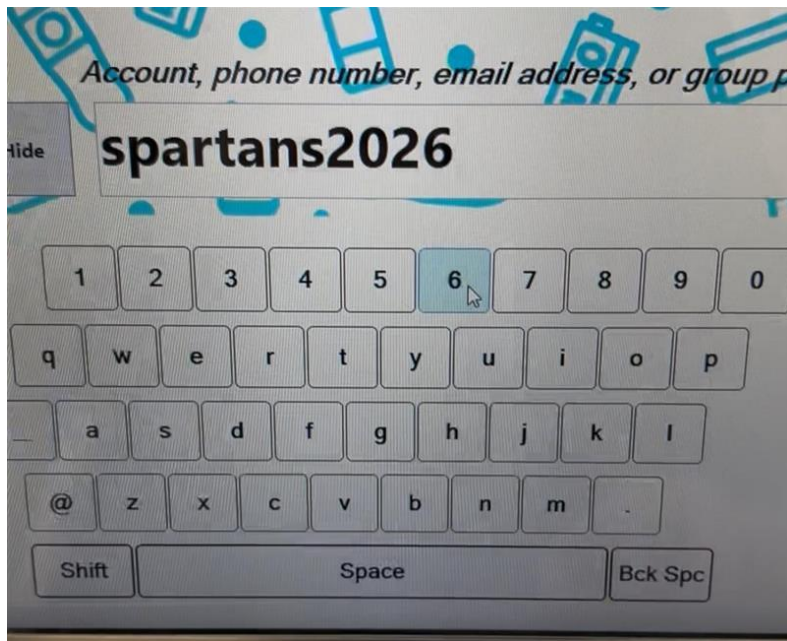 Account, phone number, email address, or group p
Hide
spartans2026
1 2 3 4 5 6 7 8 9 0
q w e r t y u i o p
_ a s d f g h j k l
@ z x c v b n m .
Shift Space Bck Spc